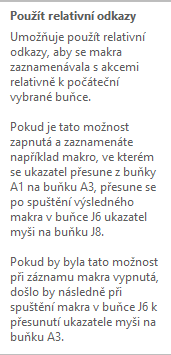 Použít relativní odkazy
Umožňuje použít relativní
odkazy, aby se makra
zaznamenávala s akcemi
relativně k počáteční
vybrané buňce.
Pokud je tato možnost
zapnutá a zaznamenáte
například makro, ve kterém
se ukazatel přesune z buňky
A1 na buňku A3, přesune se
po spuštění výsledného
makra v buňce J6 ukazatel
myši na buňku J8.
Pokud by byla tato možnost
při záznamu makra vypnutá,
došlo by následně při
spuštění makra v buňce J6 k
přesunutí ukazatele myši na
buňku A3.